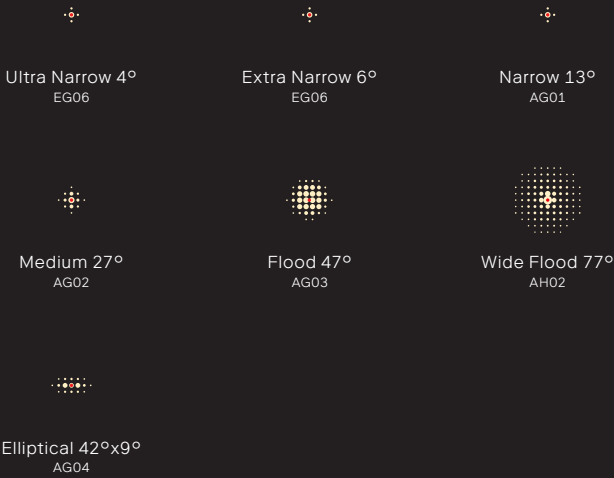 Ultra Narrow 4° Extra Narrow 6° Narrow 13°
EG06 EG06 AG01
Medium 27° Flood 47° Wide Flood 77°
AG02 AG03 AH02
Elliptical 42°x9°
AG04